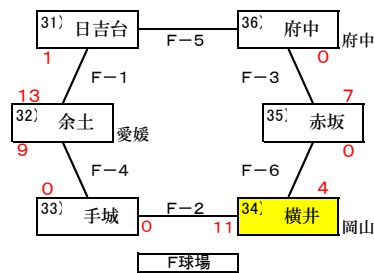 31) 日吉台
36) 府中
府中
F－5
1
0
F－1
F－3
13
7
32) 余土
愛媛
35) 赤坂
9
0
F－4
F－6
0
4
33) 手城
F－2
34) 横井
岡山
0
11
F球場